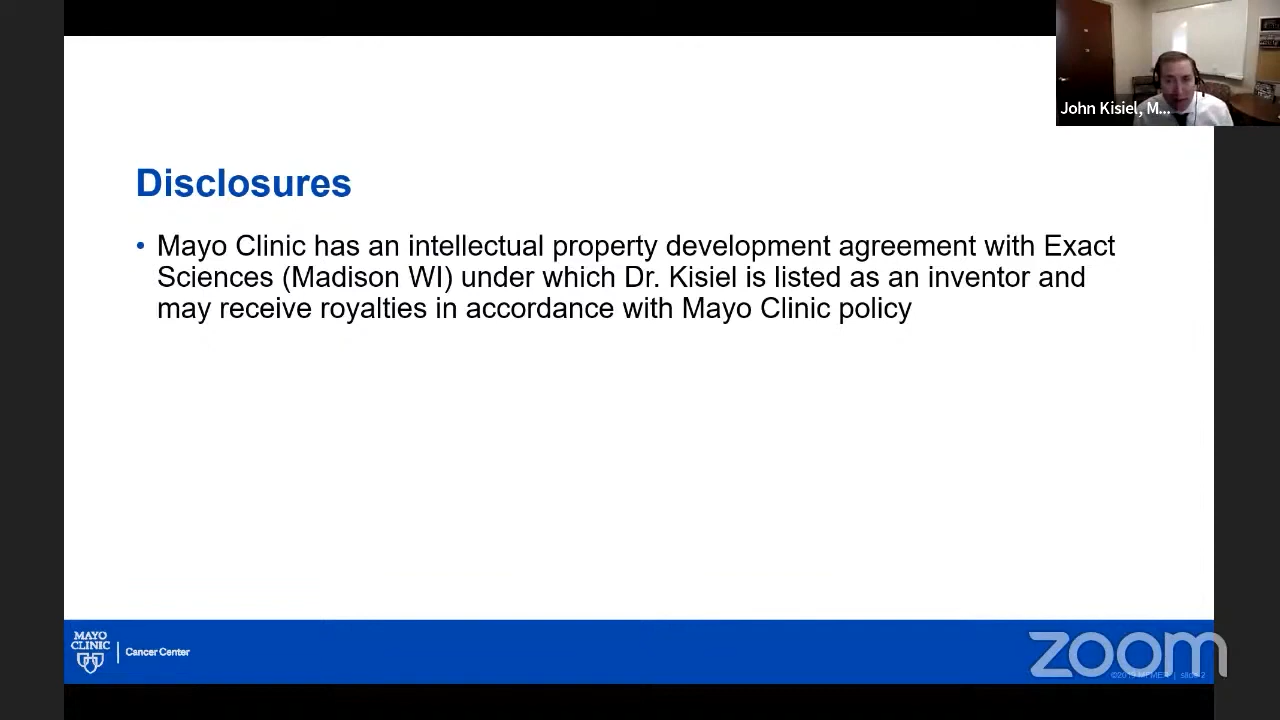 John Kisiel, M...
Disclosures
• Mayo Clinic has an intellectual property development agreement with Exact
Sciences (Madison WI) under which Dr. Kisiel is listed as an inventor and
may receive royalties in accordance with Mayo Clinic policy
MAYO
CLINIC
Cancer Center
zoom